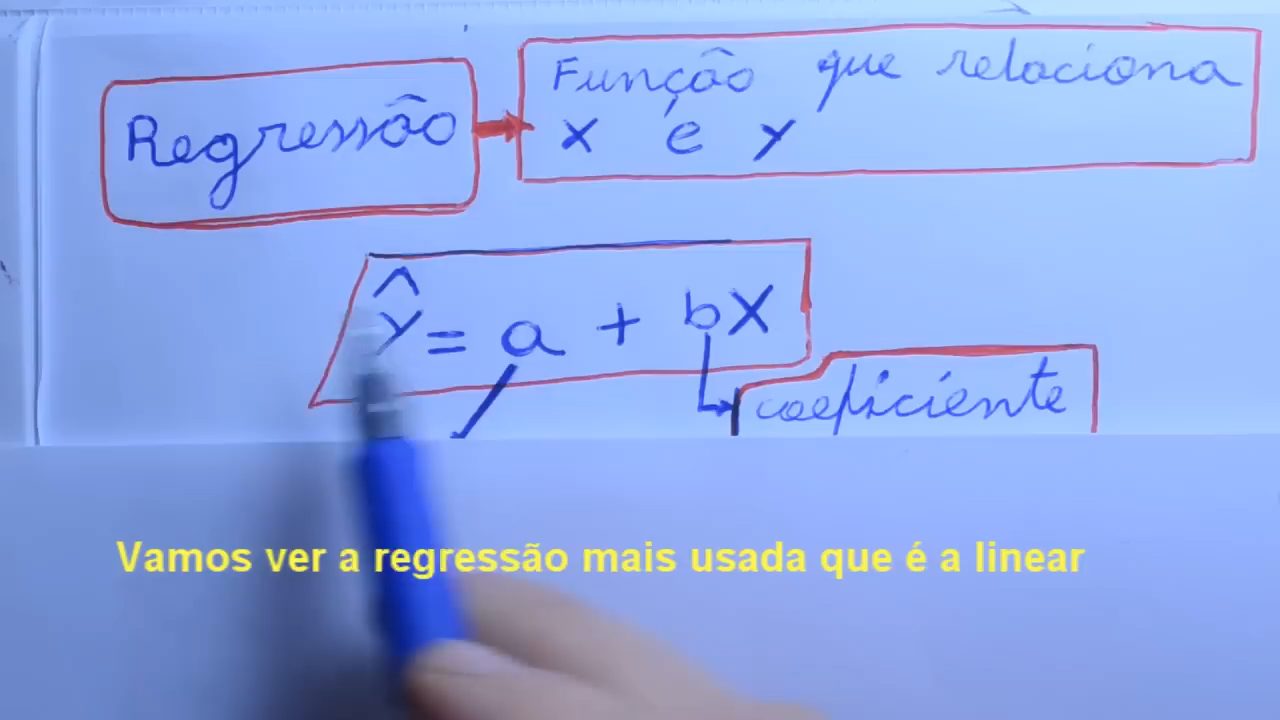 Regressão
Função que relaciona
X e y
ŷ = a + bX
coeficiente
Vamos ver a regressão mais usada que é a linear